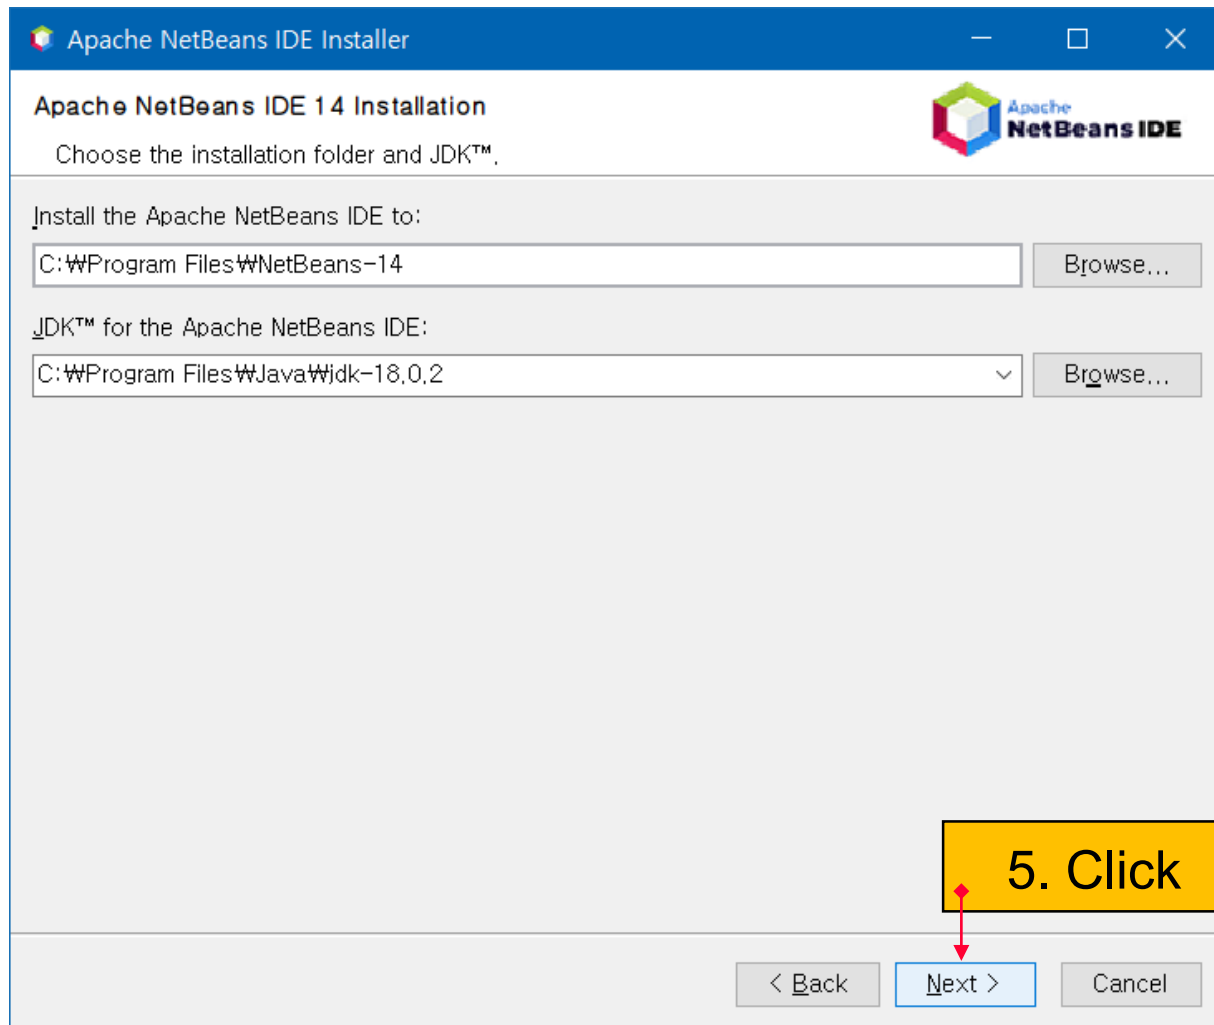 Apache NetBeans IDE Installer
Apache NetBeans IDE 14 Installation
Choose the installation folder and JDK™.
Apache
NetBeans IDE
Install the Apache NetBeans IDE to:
C:₩Program Files₩NetBeans-14
Browse...
JDK™ for the Apache NetBeans IDE:
C:₩Program Files₩Java₩jdk-18.0.2
Browse...
5. Click
< Back
Next >
Cancel